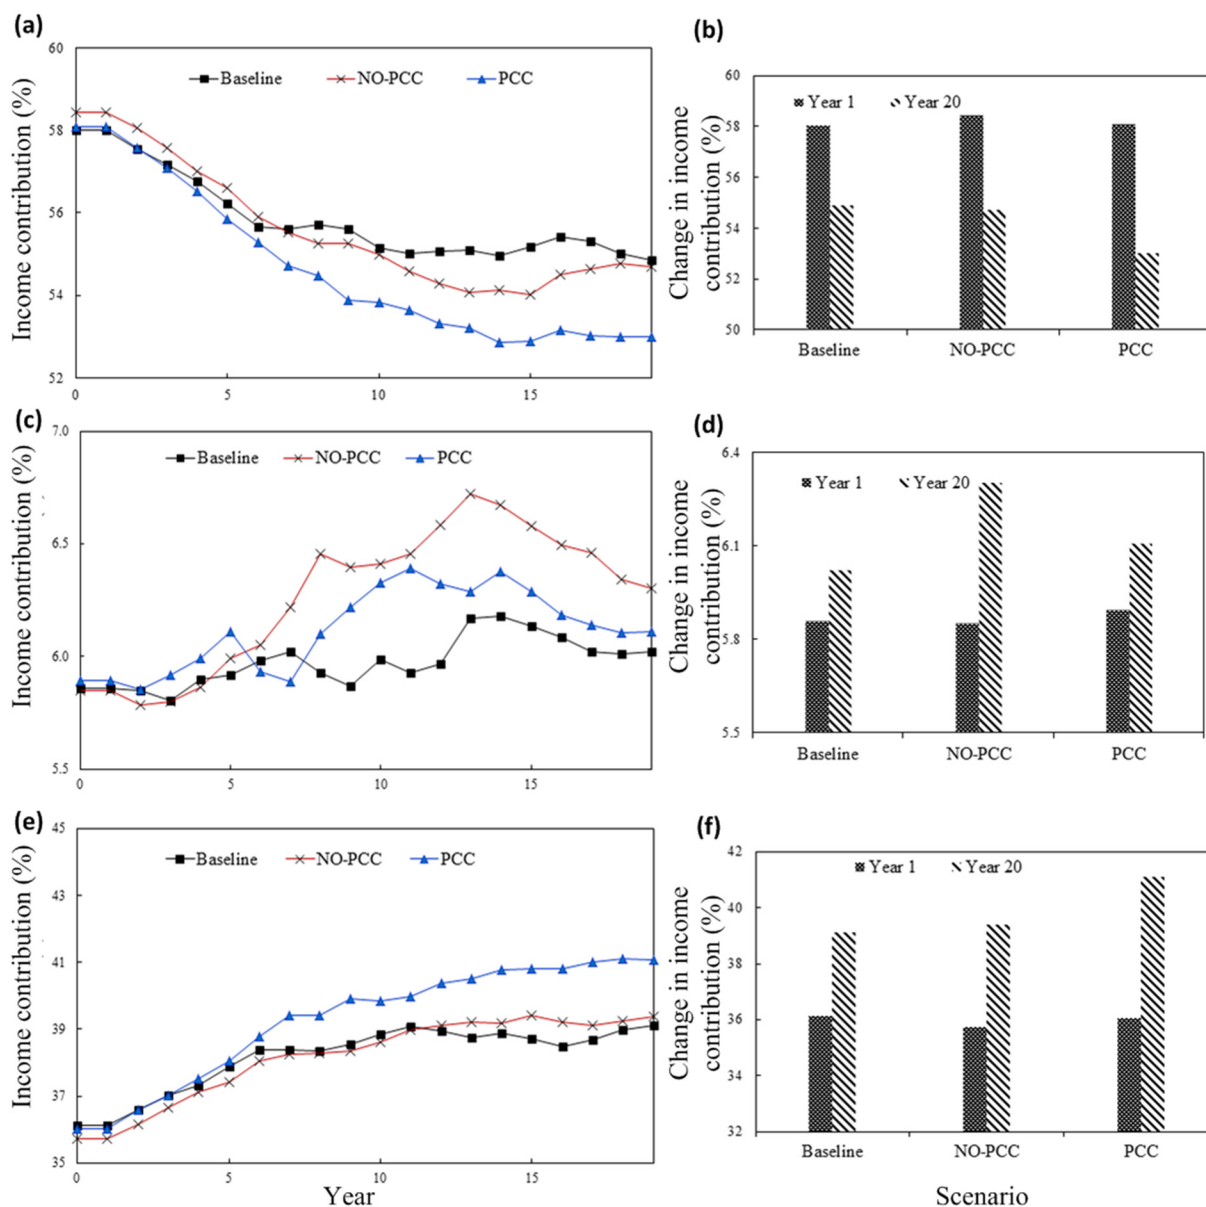 (a)
60
Baseline NO-PCC PCC
58
56
54
52
0 5 10 15
Income contribution (%)
(b)
60
Year 1 Year 20
58
56
54
52
50
Baseline NO-PCC PCC
Change in income
contribution (%)
(c)
7.0
Baseline NO-PCC PCC
6.5
6.0
5.5
0 5 10 15
Income contribution (%)
(d)
6.4
Year 1 Year 20
6.1
5.8
5.5
Baseline NO-PCC PCC
Change in income
contribution (%)
(e)
45
Baseline NO-PCC PCC
43
41
39
37
35
0 5 10 15
Income contribution (%)
Year
(f)
42
Year 1 Year 20
40
38
36
34
32
Baseline NO-PCC PCC
Change in income
contribution (%)
Scenario